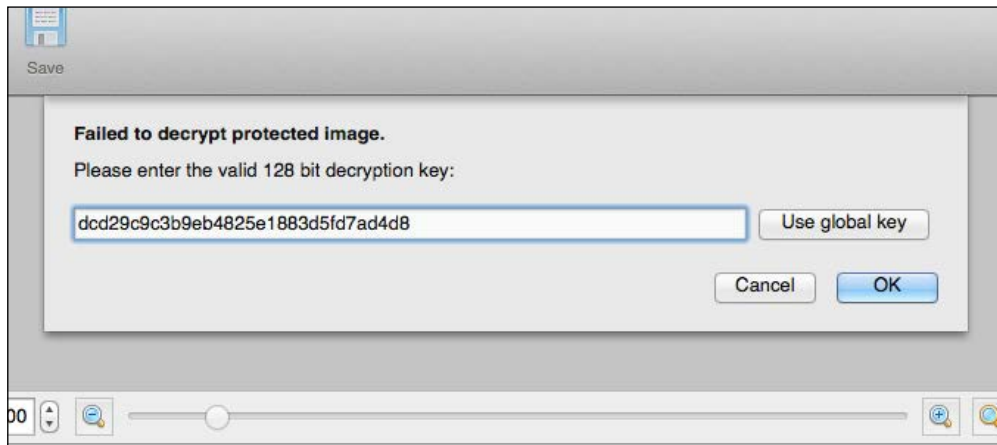 Save
Failed to decrypt protected image.
Please enter the valid 128 bit decryption key:
dcd29c9c3b9eb4825e1883d5fd7ad4d8
Use global key
Cancel
OK
00